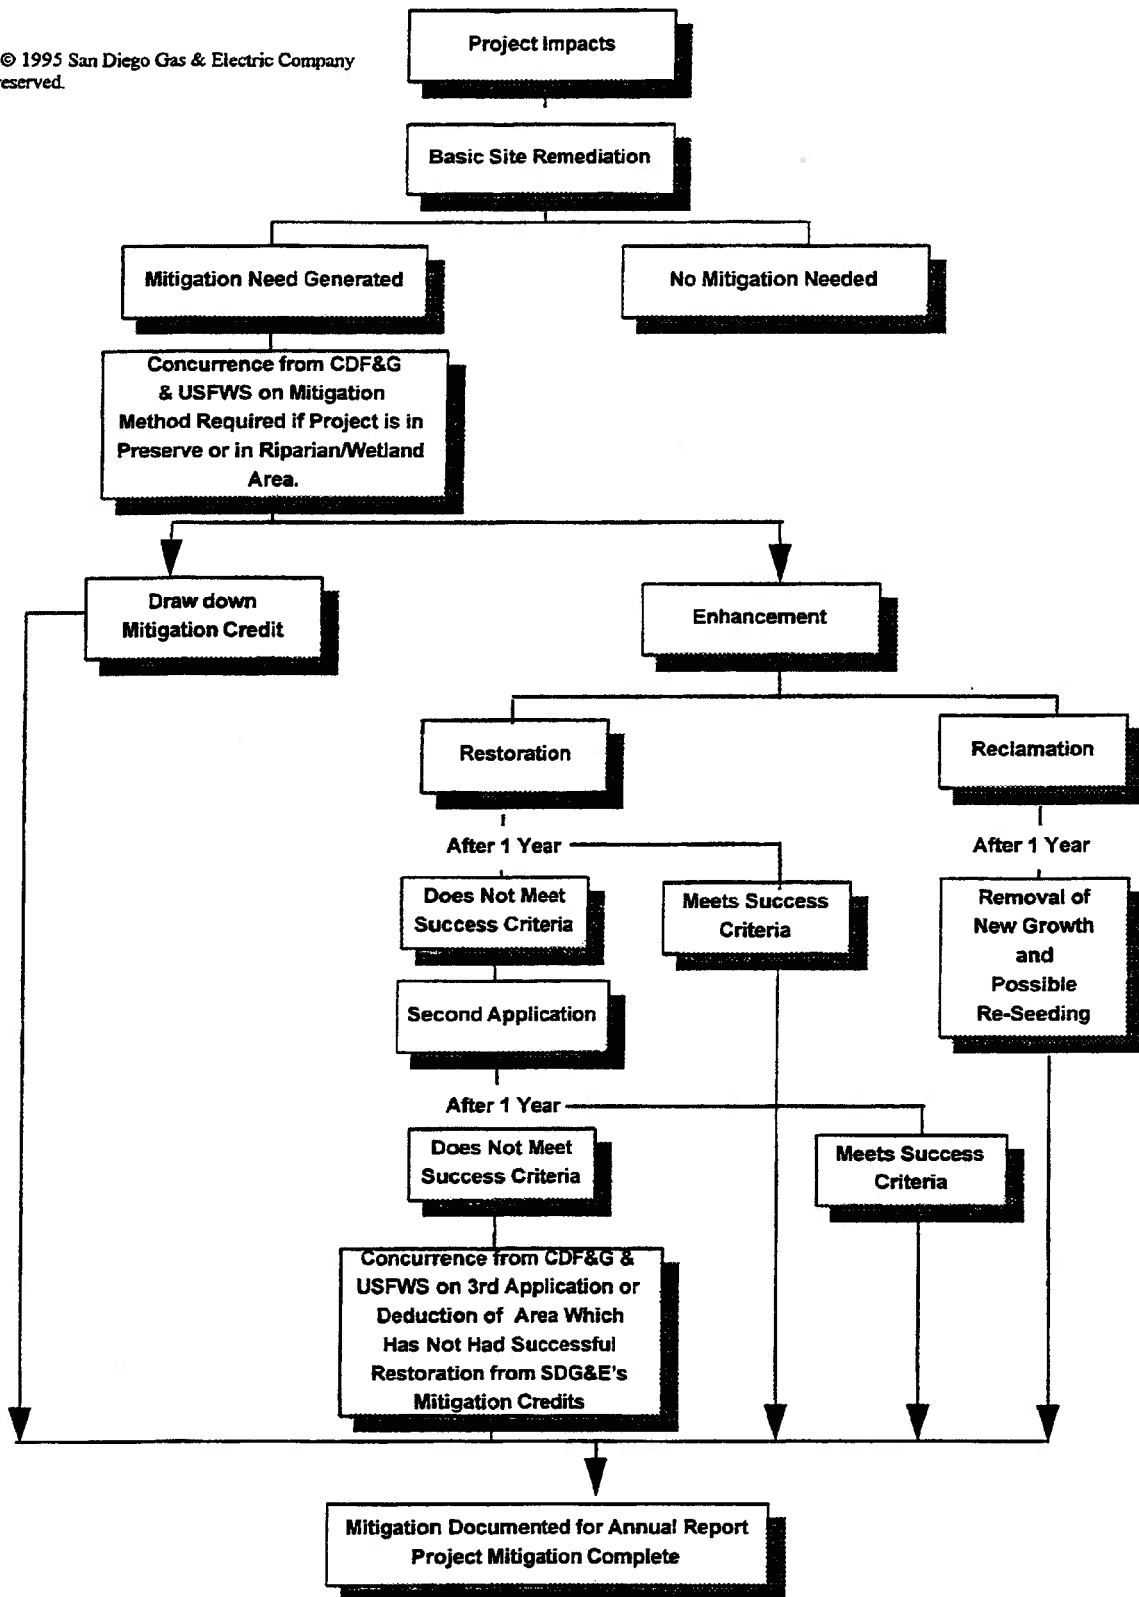 © 1995 San Diego Gas & Electric Company
eserved.
Project Impacts
Basic Site Remediation
Mitigation Need Generated
No Mitigation Needed
Concurrence from CDF&G
& USFWS on Mitigation
Method Required if Project is in
Preserve or in Riparian/Wetland
Area.
Draw down
Mitigation Credit
Enhancement
Restoration
Reclamation
After 1 Year
After 1 Year
Does Not Meet
Success Criteria
Meets Success
Criteria
Removal of
New Growth
and
Possible
Re-Seeding
Second Application
After 1 Year
Does Not Meet
Success Criteria
Meets Success
Criteria
Concurrence from CDF&G &
USFWS on 3rd Application or
Deduction of Area Which
Has Not Had Successful
Restoration from SDG&E's
Mitigation Credits
Mitigation Documented for Annual Report
Project Mitigation Complete